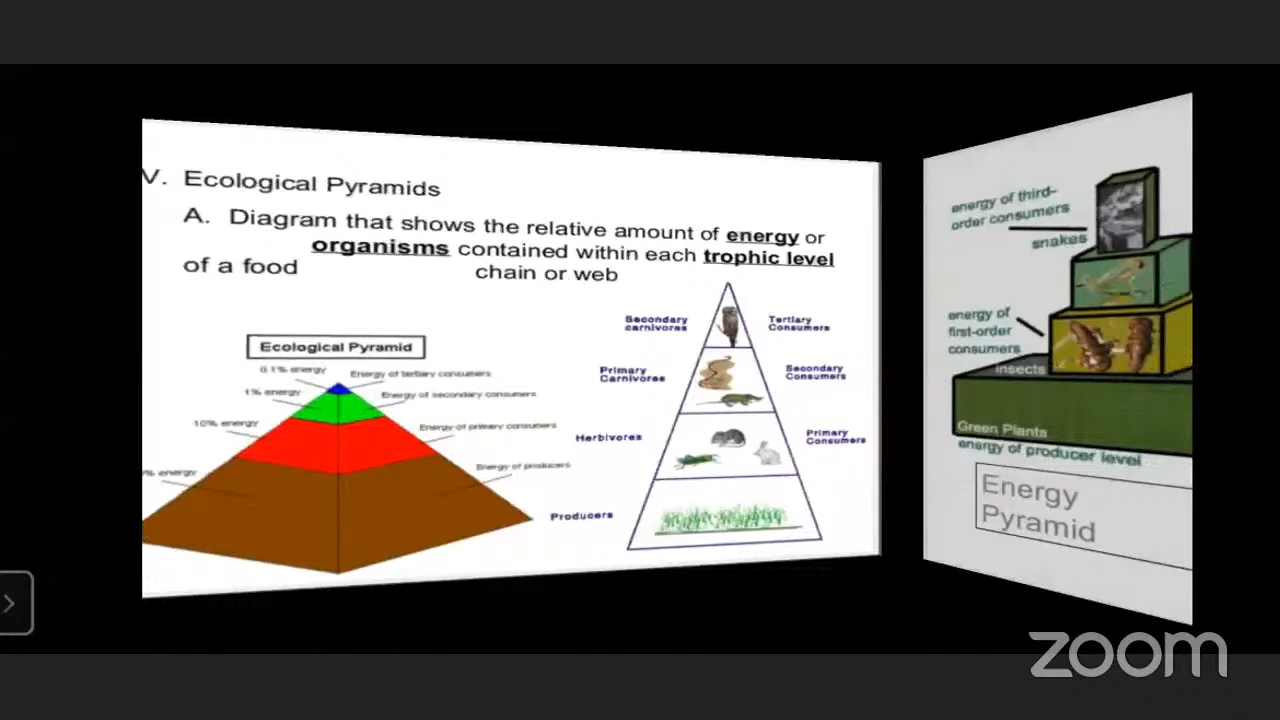 V. Ecological Pyramids
A. Diagram that shows the relative amount of energy or
organisms contained within each trophic level
of a food chain or web
Ecological Pyramid
0.1% energy
Energy of tertiary consumers
1% energy
Energy of secondary consumers
10% energy
Energy of primary consumers
% energy
Energy of producers
Secondary
carnivores
Tertiary
Consumers
Primary
Carnivores
Secondary
Consumers
Herbivores
Primary
Consumers
Producers
energy of third-
order consumers
snakes
energy of
first-order
consumers
insects
Green Plants
energy of producer level
Energy
Pyramid
zoom